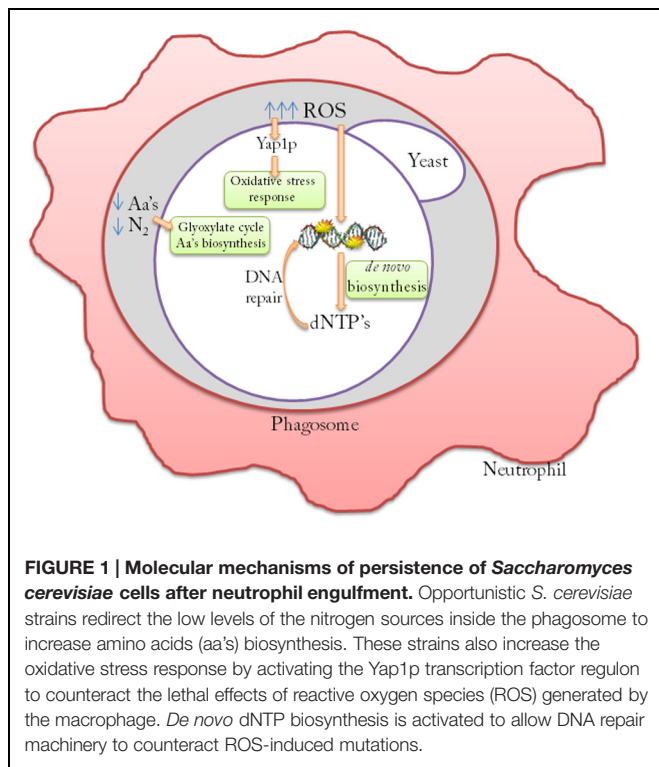 ↑↑↑ ROS
Yap1p
Yeast
Oxidative stress
response
↓ Aa's
↓ N₂
Glyoxylate cycle
Aa's biosynthesis
DNA
repair
de novo
biosynthesis
dNTP's
Phagosome
Neutrophil
FIGURE 1 | Molecular mechanisms of persistence of Saccharomyces
cerevisiae cells after neutrophil engulfment. Opportunistic S. cerevisiae
strains redirect the low levels of the nitrogen sources inside the phagosome to
increase amino acids (aa's) biosynthesis. These strains also increase the
oxidative stress response by activating the Yap1p transcription factor regulon
to counteract the lethal effects of reactive oxygen species (ROS) generated by
the macrophage. De novo dNTP biosynthesis is activated to allow DNA repair
machinery to counteract ROS-induced mutations.